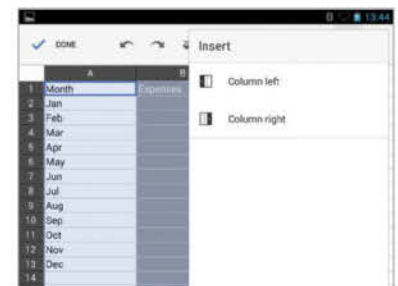 13:44
DONE
Insert
A B
1 Month Expenses
Column left
2 Jan
3 Feb
Column right
4 Mar
5 Apr
6 May
7 Jun
8 Jul
9 Aug
10 Sep
11 Oct
12 Nov
13 Dec
14